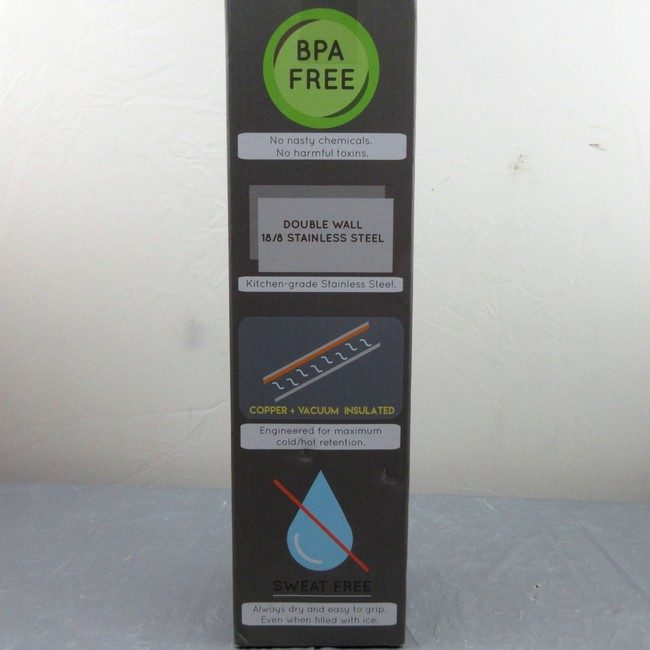 BPA
FREE
No nasty chemicals.
No harmful toxins.
DOUBLE WALL
18/8 STAINLESS STEEL
Kitchen-grade Stainless Steel.
COPPER + VACUUM INSULATED
Engineered for maximum
cold/hot retention.
SWEAT FREE
Always dry and easy to grip.
Even when filled with ice.